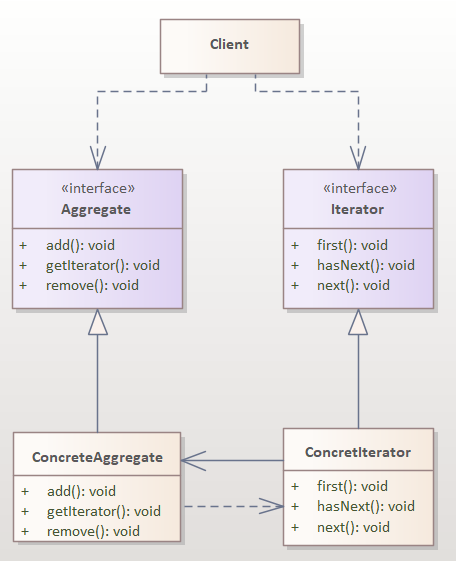 Client
«interface»
Aggregate
+ add(): void
+ getIterator(): void
+ remove(): void
«interface»
Iterator
+ first(): void
+ hasNext(): void
+ next(): void
ConcreteAggregate
+ add(): void
+ getIterator(): void
+ remove(): void
ConcretIterator
+ first(): void
+ hasNext(): void
+ next(): void